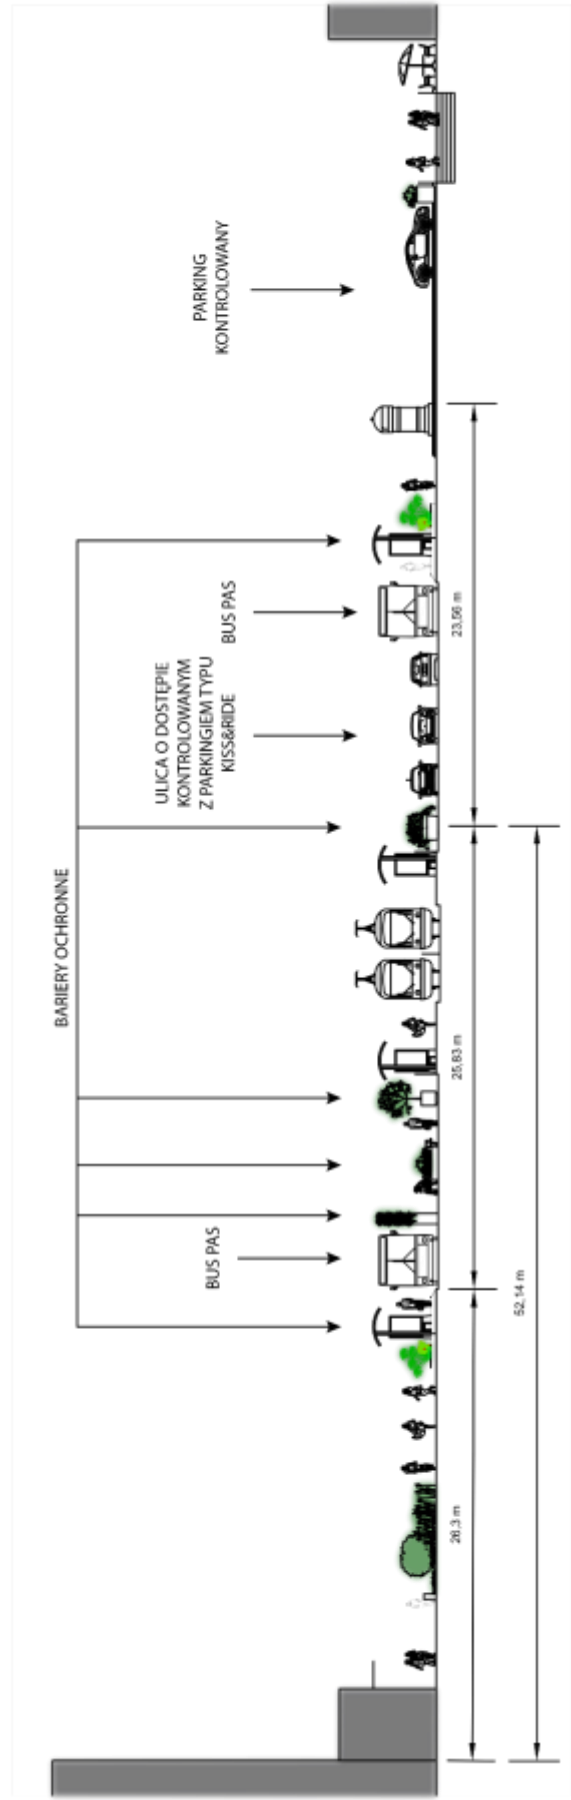 BARIERY OCHRONNE
BUS PAS
ULICA O DOSTĘPIE
KONTROLOWANYM
Z PARKINGIEM TYPU
KISS&RIDE
BUS PAS
PARKING
KONTROLOWANY
26,3 m
25,83 m
23,56 m
52,14 m